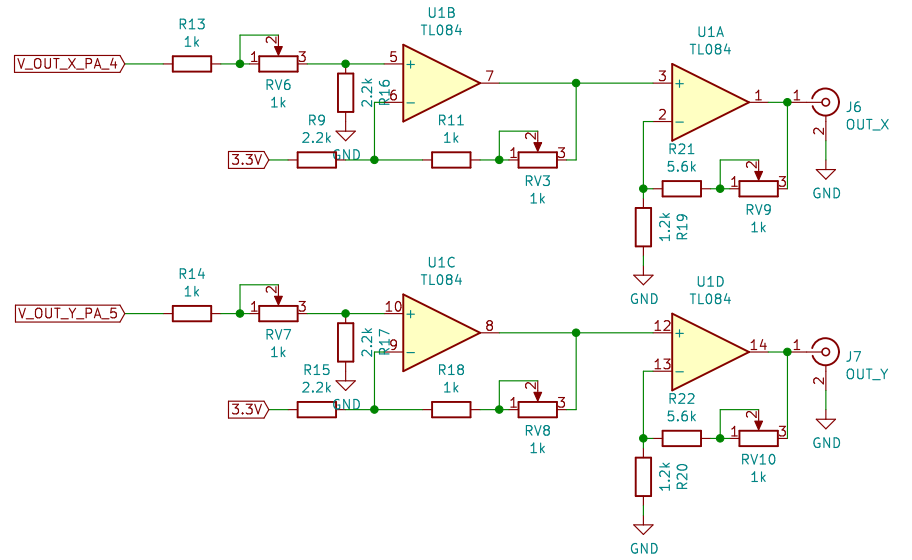 U1B
TL084
R13
1k
V_OUT_X_PA_4
1
2
3
RV6
1k
2.2k
R16
GND
5
6
7
+
−
R9
2.2k
3.3V
R11
1k
1
2
3
RV3
1k
U1A
TL084
3
2
1
+
−
R21
5.6k
1
2
3
RV9
1k
1.2k
R19
GND
1
2
J6
OUT_X
GND
U1C
TL084
R14
1k
V_OUT_Y_PA_5
1
2
3
RV7
1k
2.2k
R17
GND
10
9
8
+
−
R15
2.2k
3.3V
R18
1k
1
2
3
RV8
1k
U1D
TL084
12
13
14
+
−
R22
5.6k
1
2
3
RV10
1k
1.2k
R20
GND
1
2
J7
OUT_Y
GND